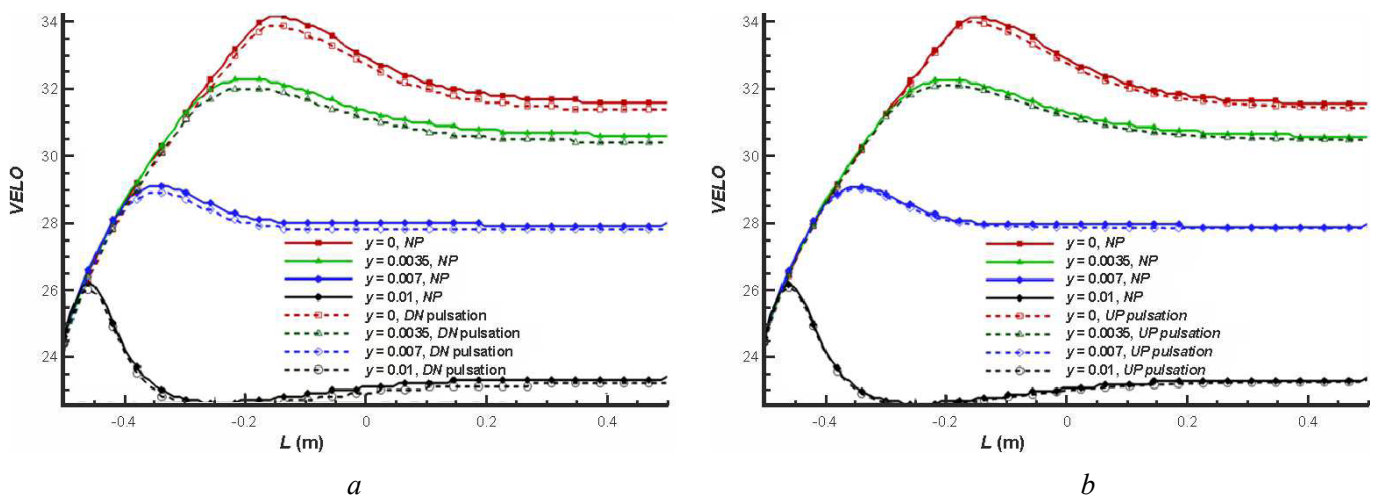 34
32
30
28
26
24
VELO
-0.4
-0.2
0
0.2
0.4
L (m)
y = 0, NP
y = 0.0035, NP
y = 0.007, NP
y = 0.01, NP
y = 0, DN pulsation
y = 0.0035, DN pulsation
y = 0.007, DN pulsation
y = 0.01, DN pulsation
a
34
32
30
28
26
24
VELO
-0.4
-0.2
0
0.2
0.4
L (m)
y = 0, NP
y = 0.0035, NP
y = 0.007, NP
y = 0.01, NP
y = 0, UP pulsation
y = 0.0035, UP pulsation
y = 0.007, UP pulsation
y = 0.01, UP pulsation
b